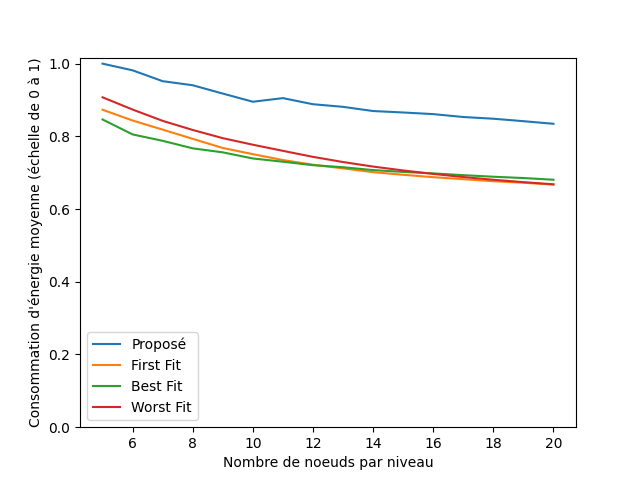 Consommation d'énergie moyenne (échelle de 0 à 1)
1.0
0.8
0.6
0.4
0.2
0.0
Proposé
First Fit
Best Fit
Worst Fit
6 8 10 12 14 16 18 20
Nombre de noeuds par niveau